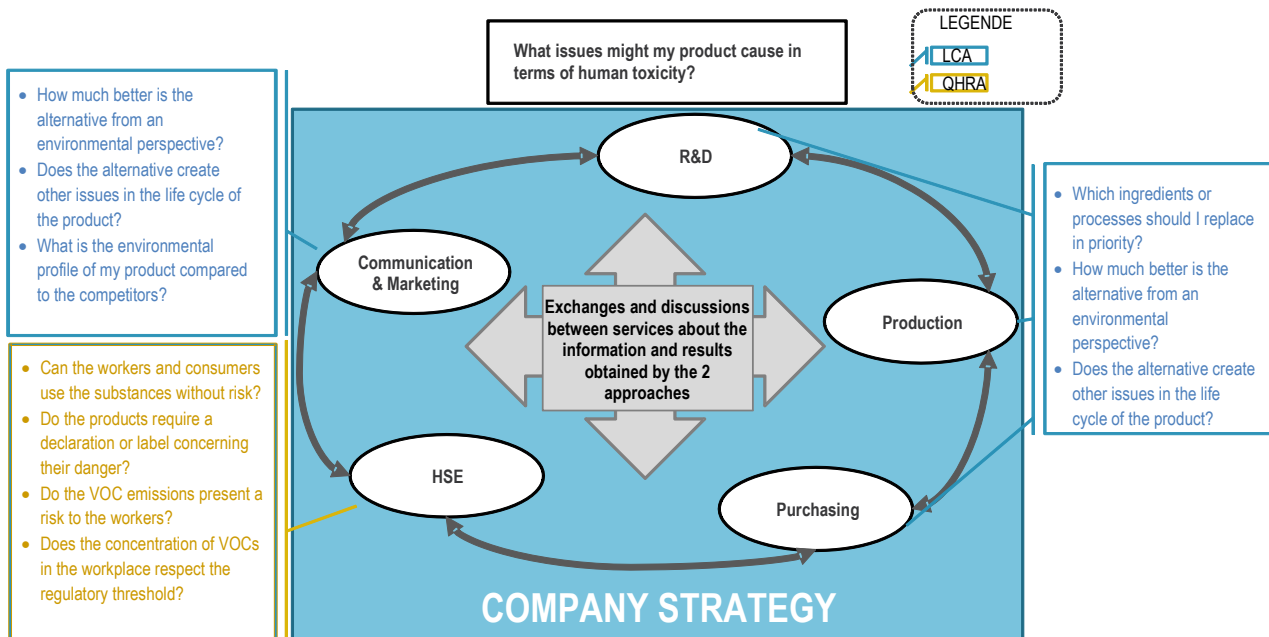 What issues might my product cause in
terms of human toxicity?
LEGENDE
LCA
QHRA
• How much better is the
alternative from an
environmental perspective?
• Does the alternative create
other issues in the life cycle of
the product?
• What is the environmental
profile of my product compared
to the competitors?
• Can the workers and consumers
use the substances without risk?
• Do the products require a
declaration or label concerning
their danger?
• Do the VOC emissions present a
risk to the workers?
• Does the concentration of VOCs
in the workplace respect the
regulatory threshold?
R&D
Communication
& Marketing
Exchanges and discussions
between services about the
information and results
obtained by the 2
approaches
Production
HSE
Purchasing
COMPANY STRATEGY
• Which ingredients or
processes should I replace
in priority?
• How much better is the
alternative from an
environmental
perspective?
• Does the alternative create
other issues in the life
cycle of the product?